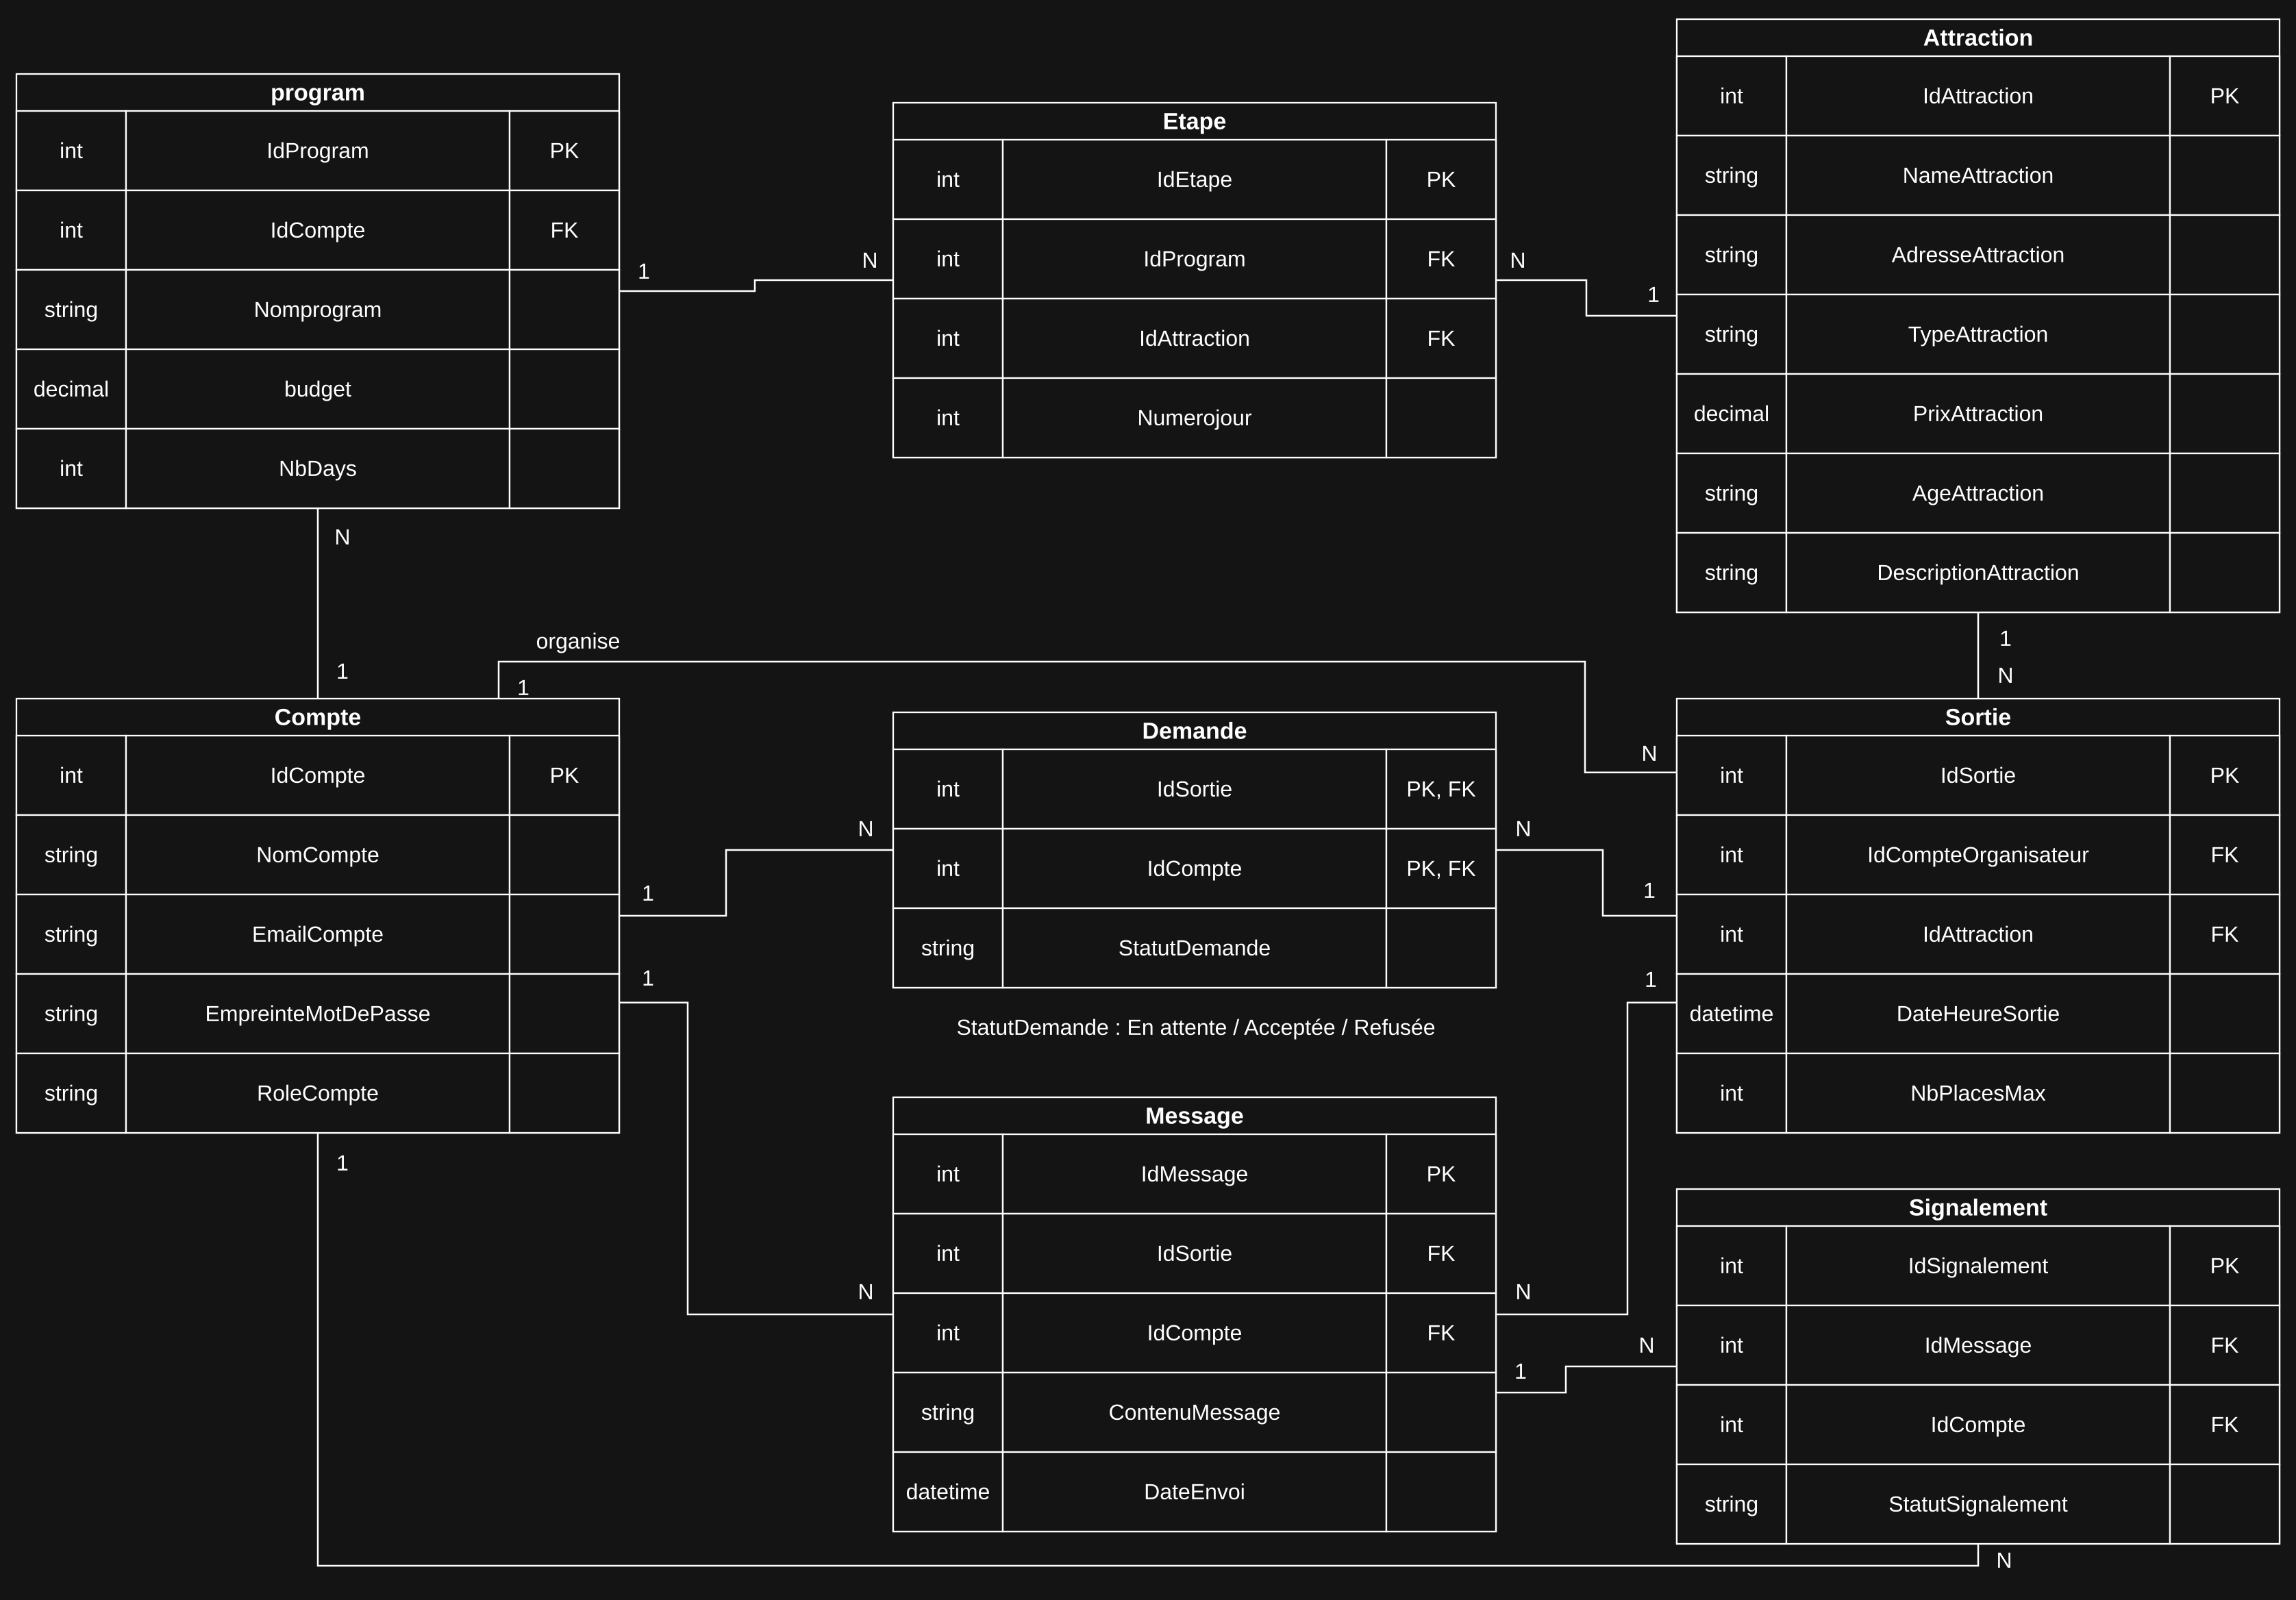 program
int IdProgram PK
int IdCompte FK
string Nomprogram
decimal budget
int NbDays
1
N
Etape
int IdEtape PK
int IdProgram FK
int IdAttraction FK
int Numerojour
N
1
Attraction
int IdAttraction PK
string NameAttraction
string AdresseAttraction
string TypeAttraction
decimal PrixAttraction
string AgeAttraction
string DescriptionAttraction
N
1
organise
1
N
1
N
Compte
int IdCompte PK
string NomCompte
string EmailCompte
string EmpreinteMotDePasse
string RoleCompte
1
N
1
N
1
Demande
int IdSortie PK, FK
int IdCompte PK, FK
string StatutDemande
StatutDemande : En attente / Acceptée / Refusée
N
1
Sortie
int IdSortie PK
int IdCompteOrganisateur FK
int IdAttraction FK
datetime DateHeureSortie
int NbPlacesMax
1
N
Message
int IdMessage PK
int IdSortie FK
int IdCompte FK
string ContenuMessage
datetime DateEnvoi
1
N
Signalement
int IdSignalement PK
int IdMessage FK
int IdCompte FK
string StatutSignalement
N